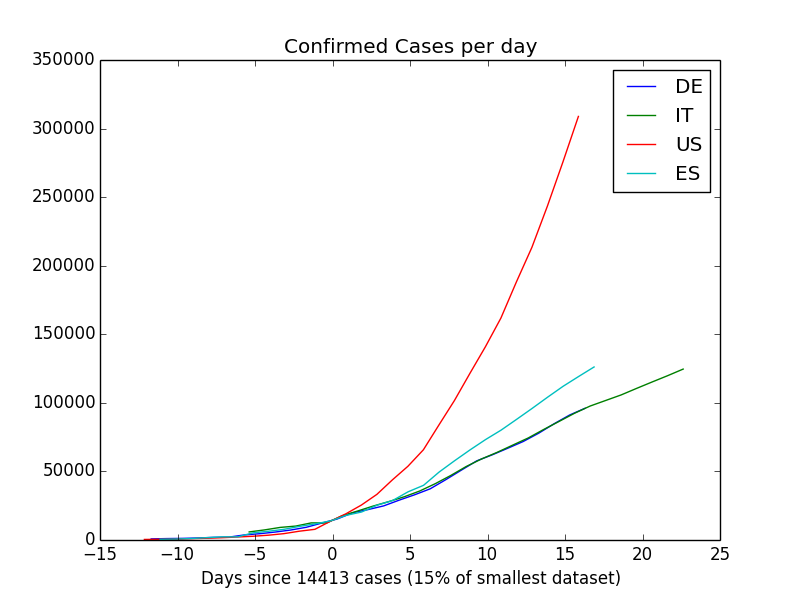 Confirmed Cases per day
350000
300000
250000
200000
150000
100000
50000
0
DE
IT
US
ES
−15 −10 −5 0 5 10 15 20 25
Days since 14413 cases (15% of smallest dataset)